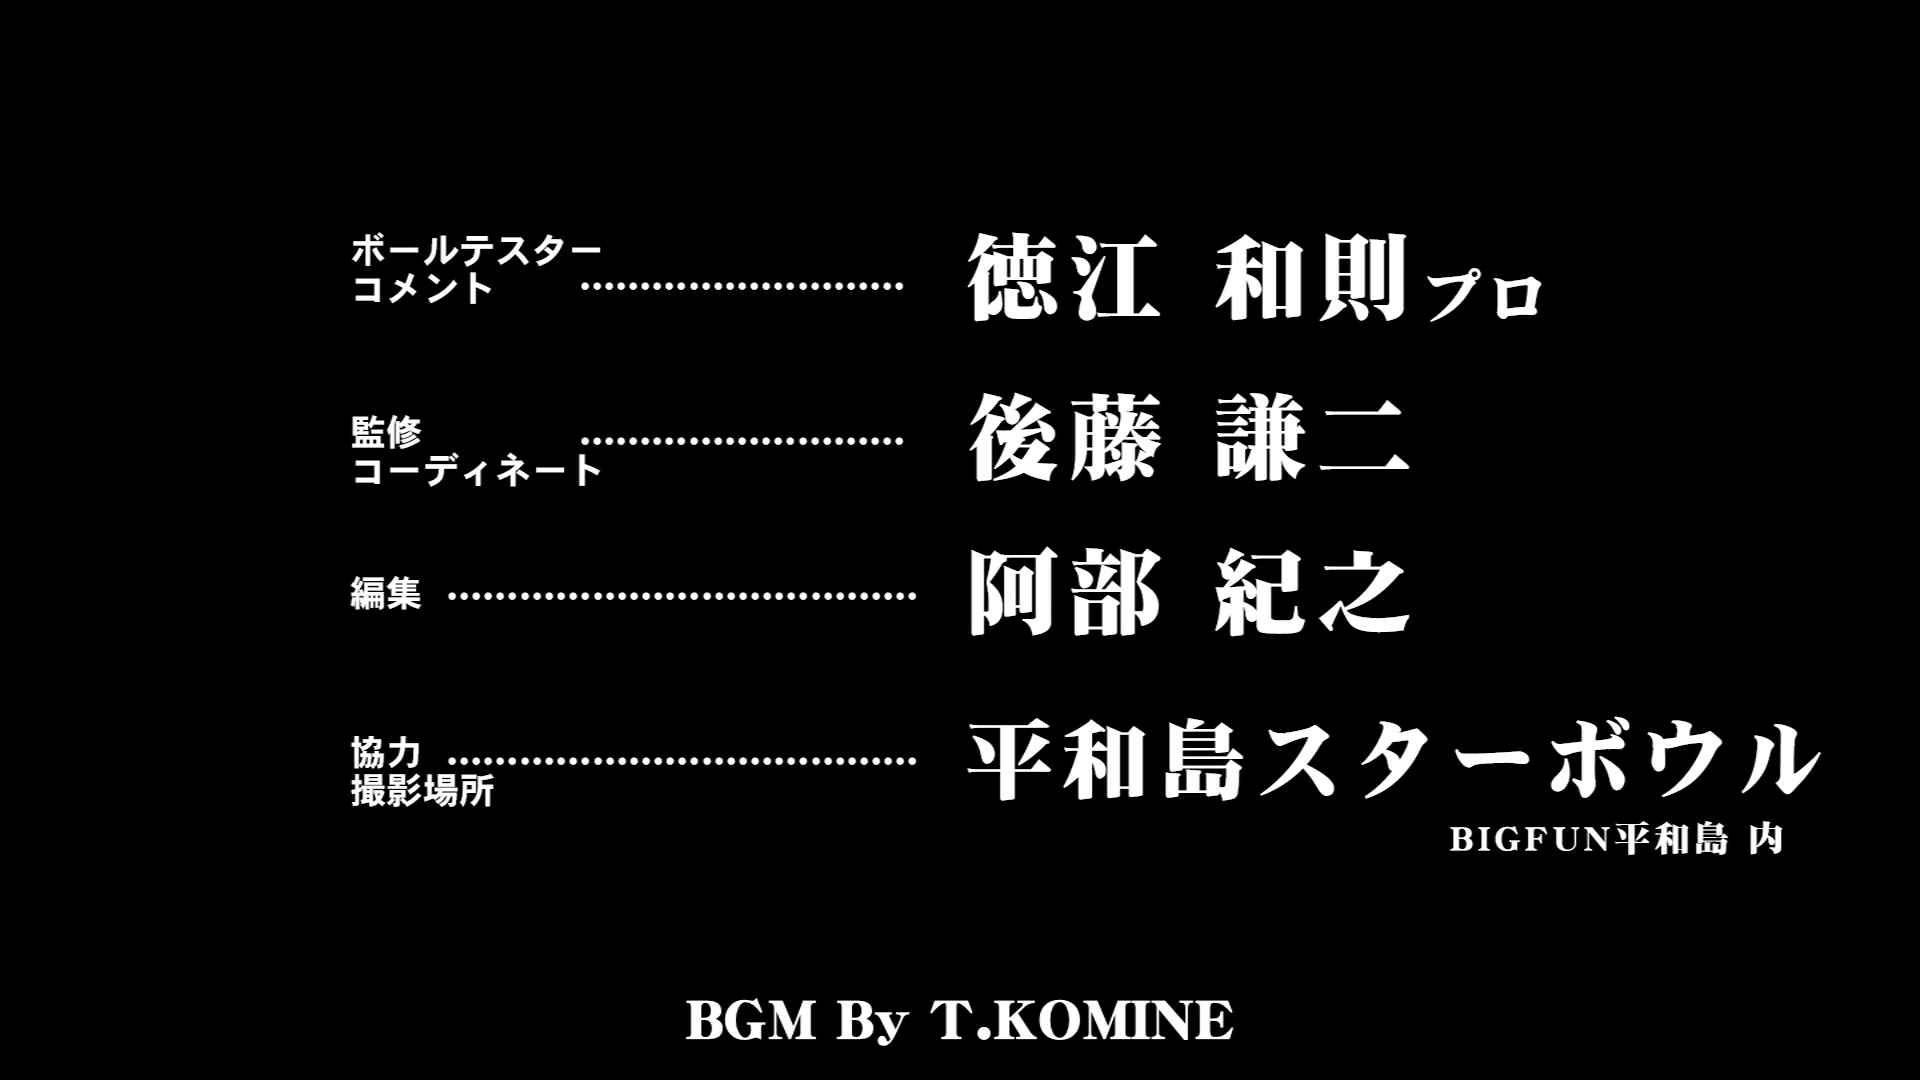 ボールテスター
コメント ........................... 徳江 和則プロ
監修 ........................... 後藤 謙二
コーディネート
編集 ....................................... 阿部 紀之
協力 ....................................... 平和島スターボウル
撮影場所
BIGFUN平和島 内
BGM By T.KOMINE